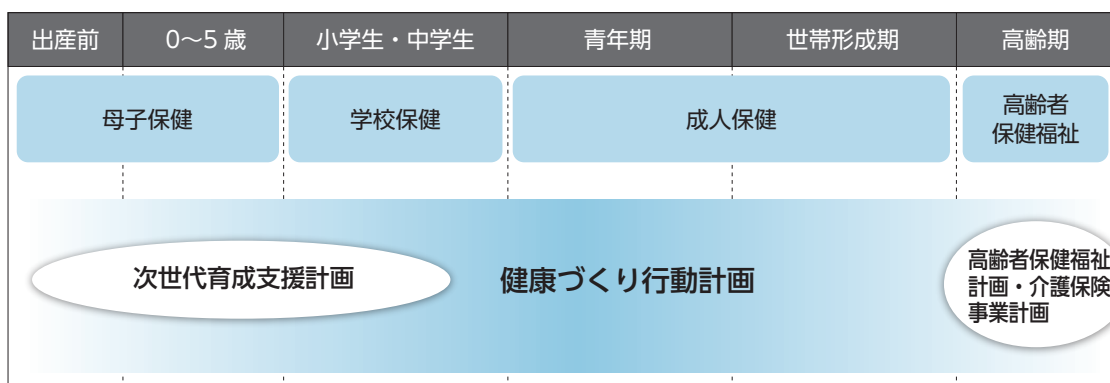 出産前
0～5歳
小学生・中学生
青年期
世帯形成期
高齢期
母子保健
学校保健
成人保健
高齢者
保健福祉
次世代育成支援計画
健康づくり行動計画
高齢者保健福祉
計画・介護保険
事業計画